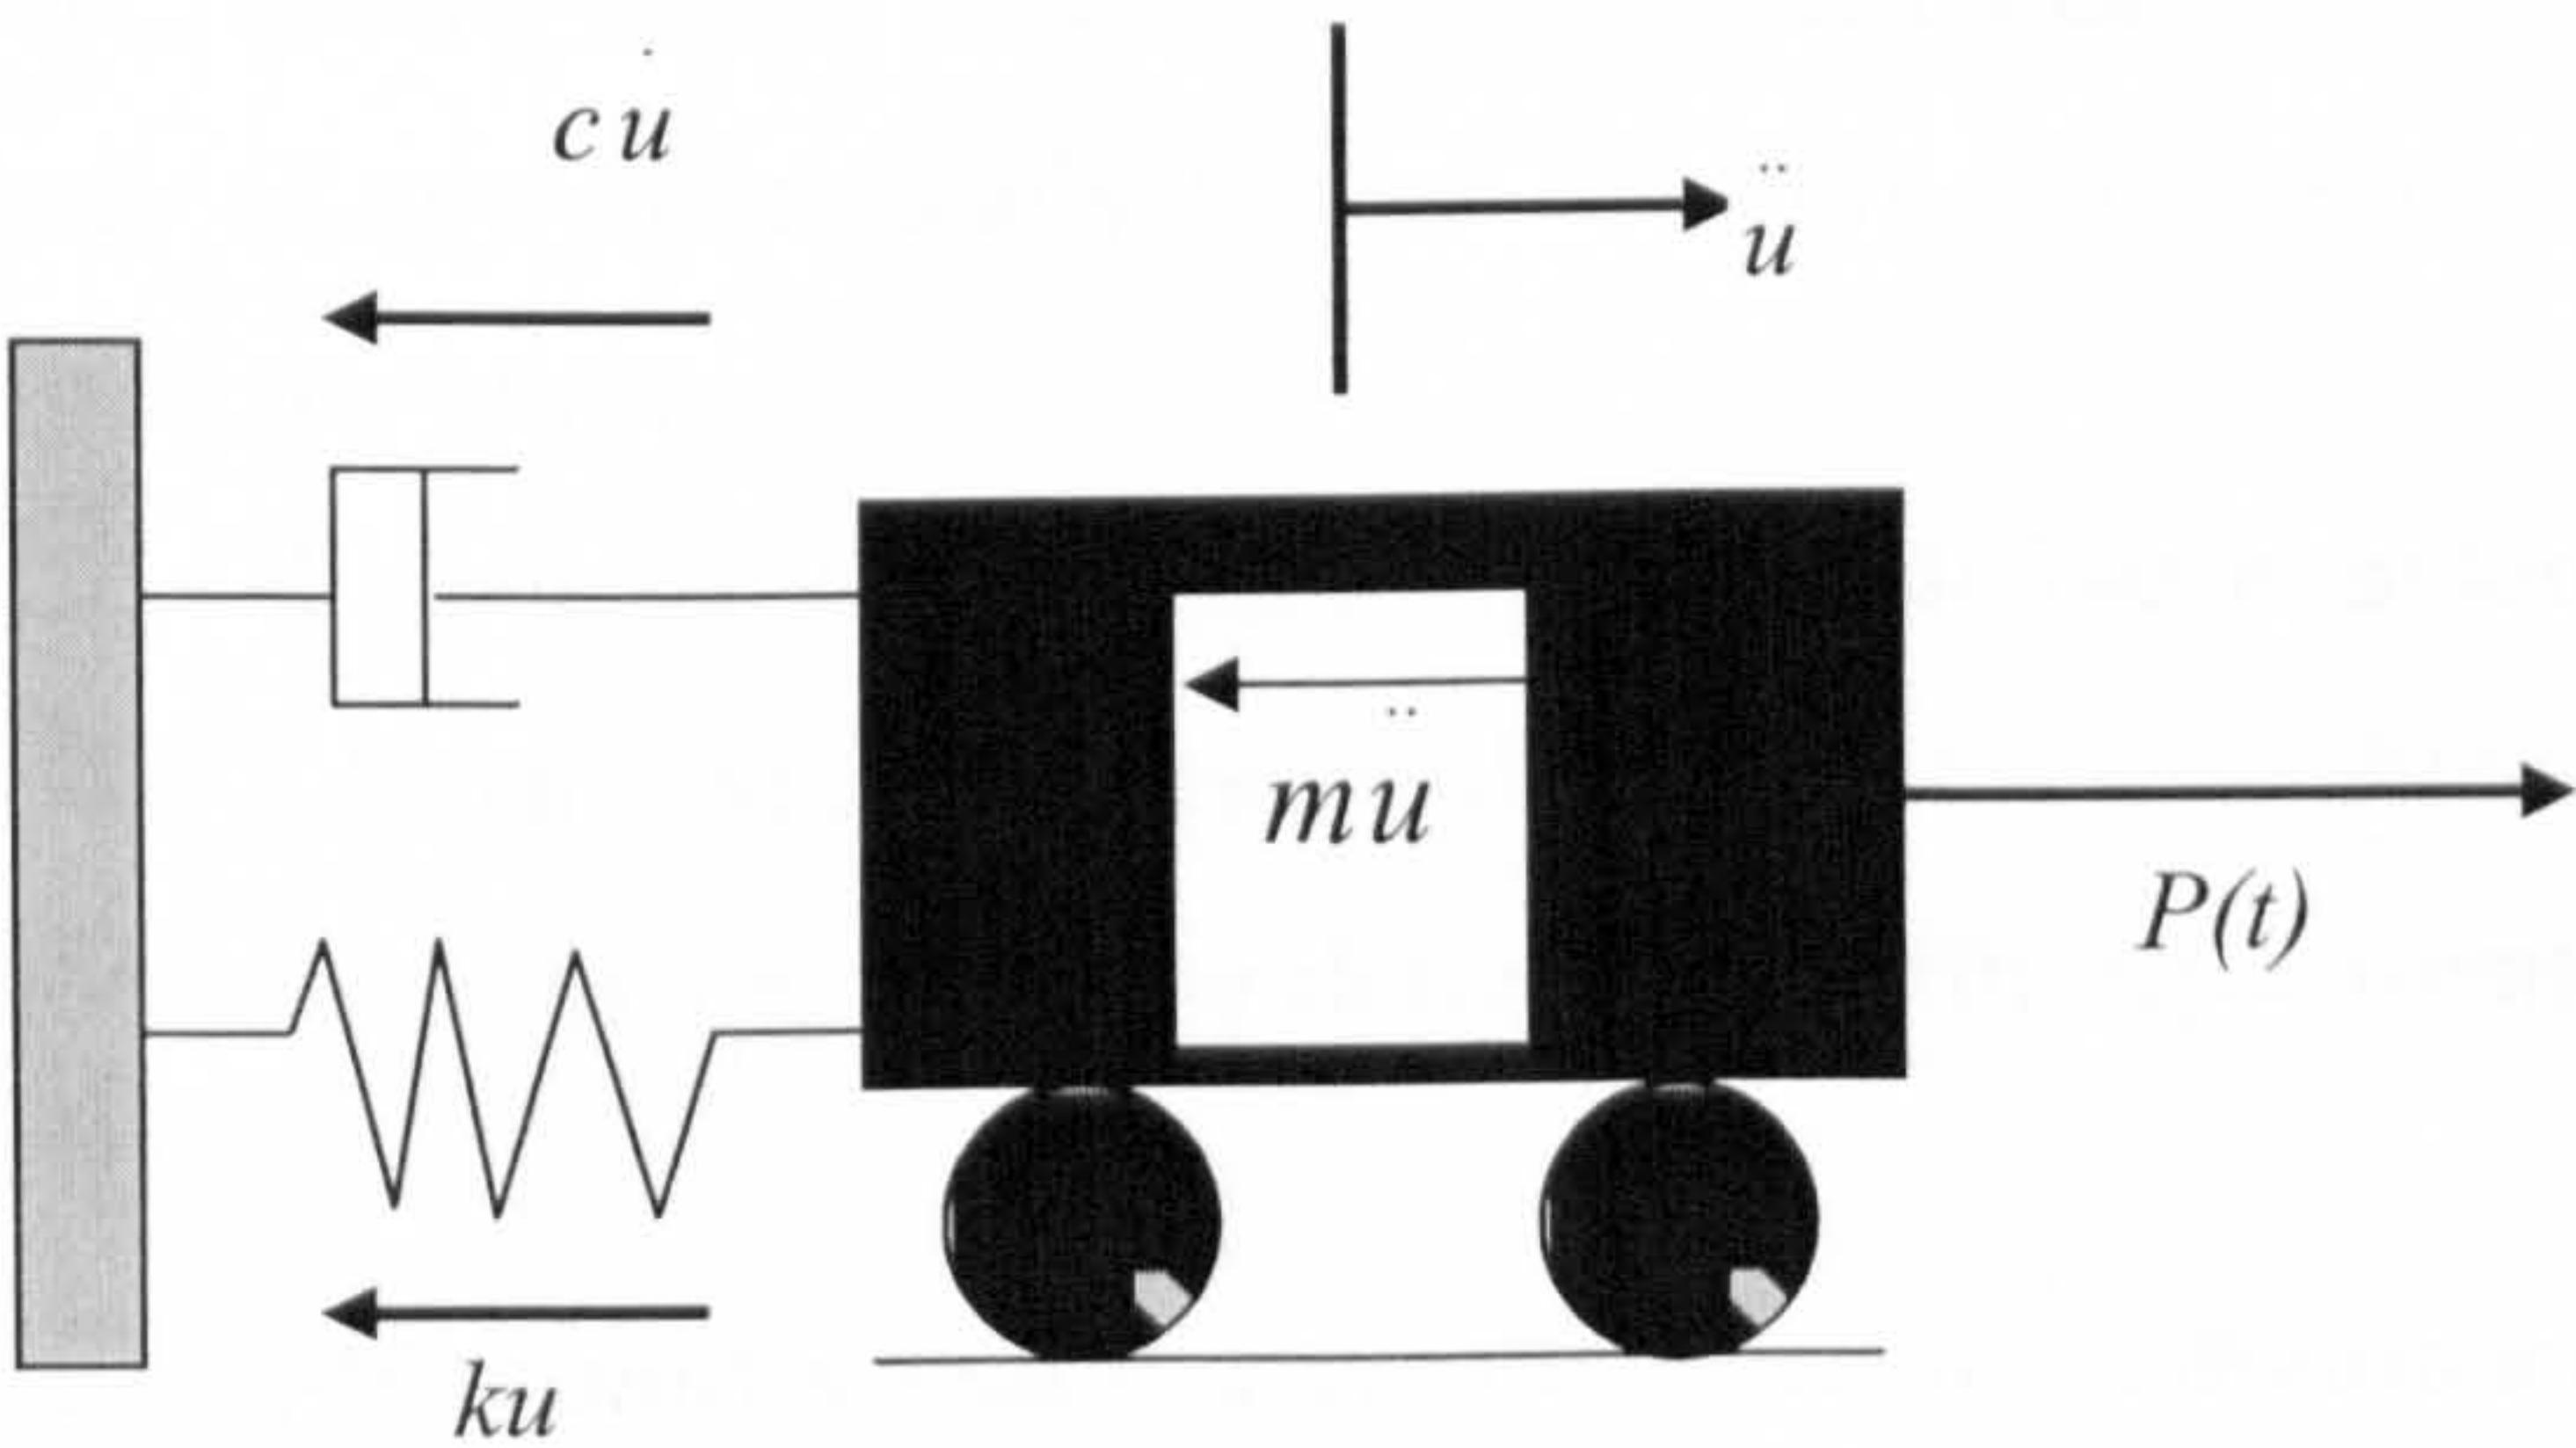 c u̇
ü
m ü
P(t)
ku